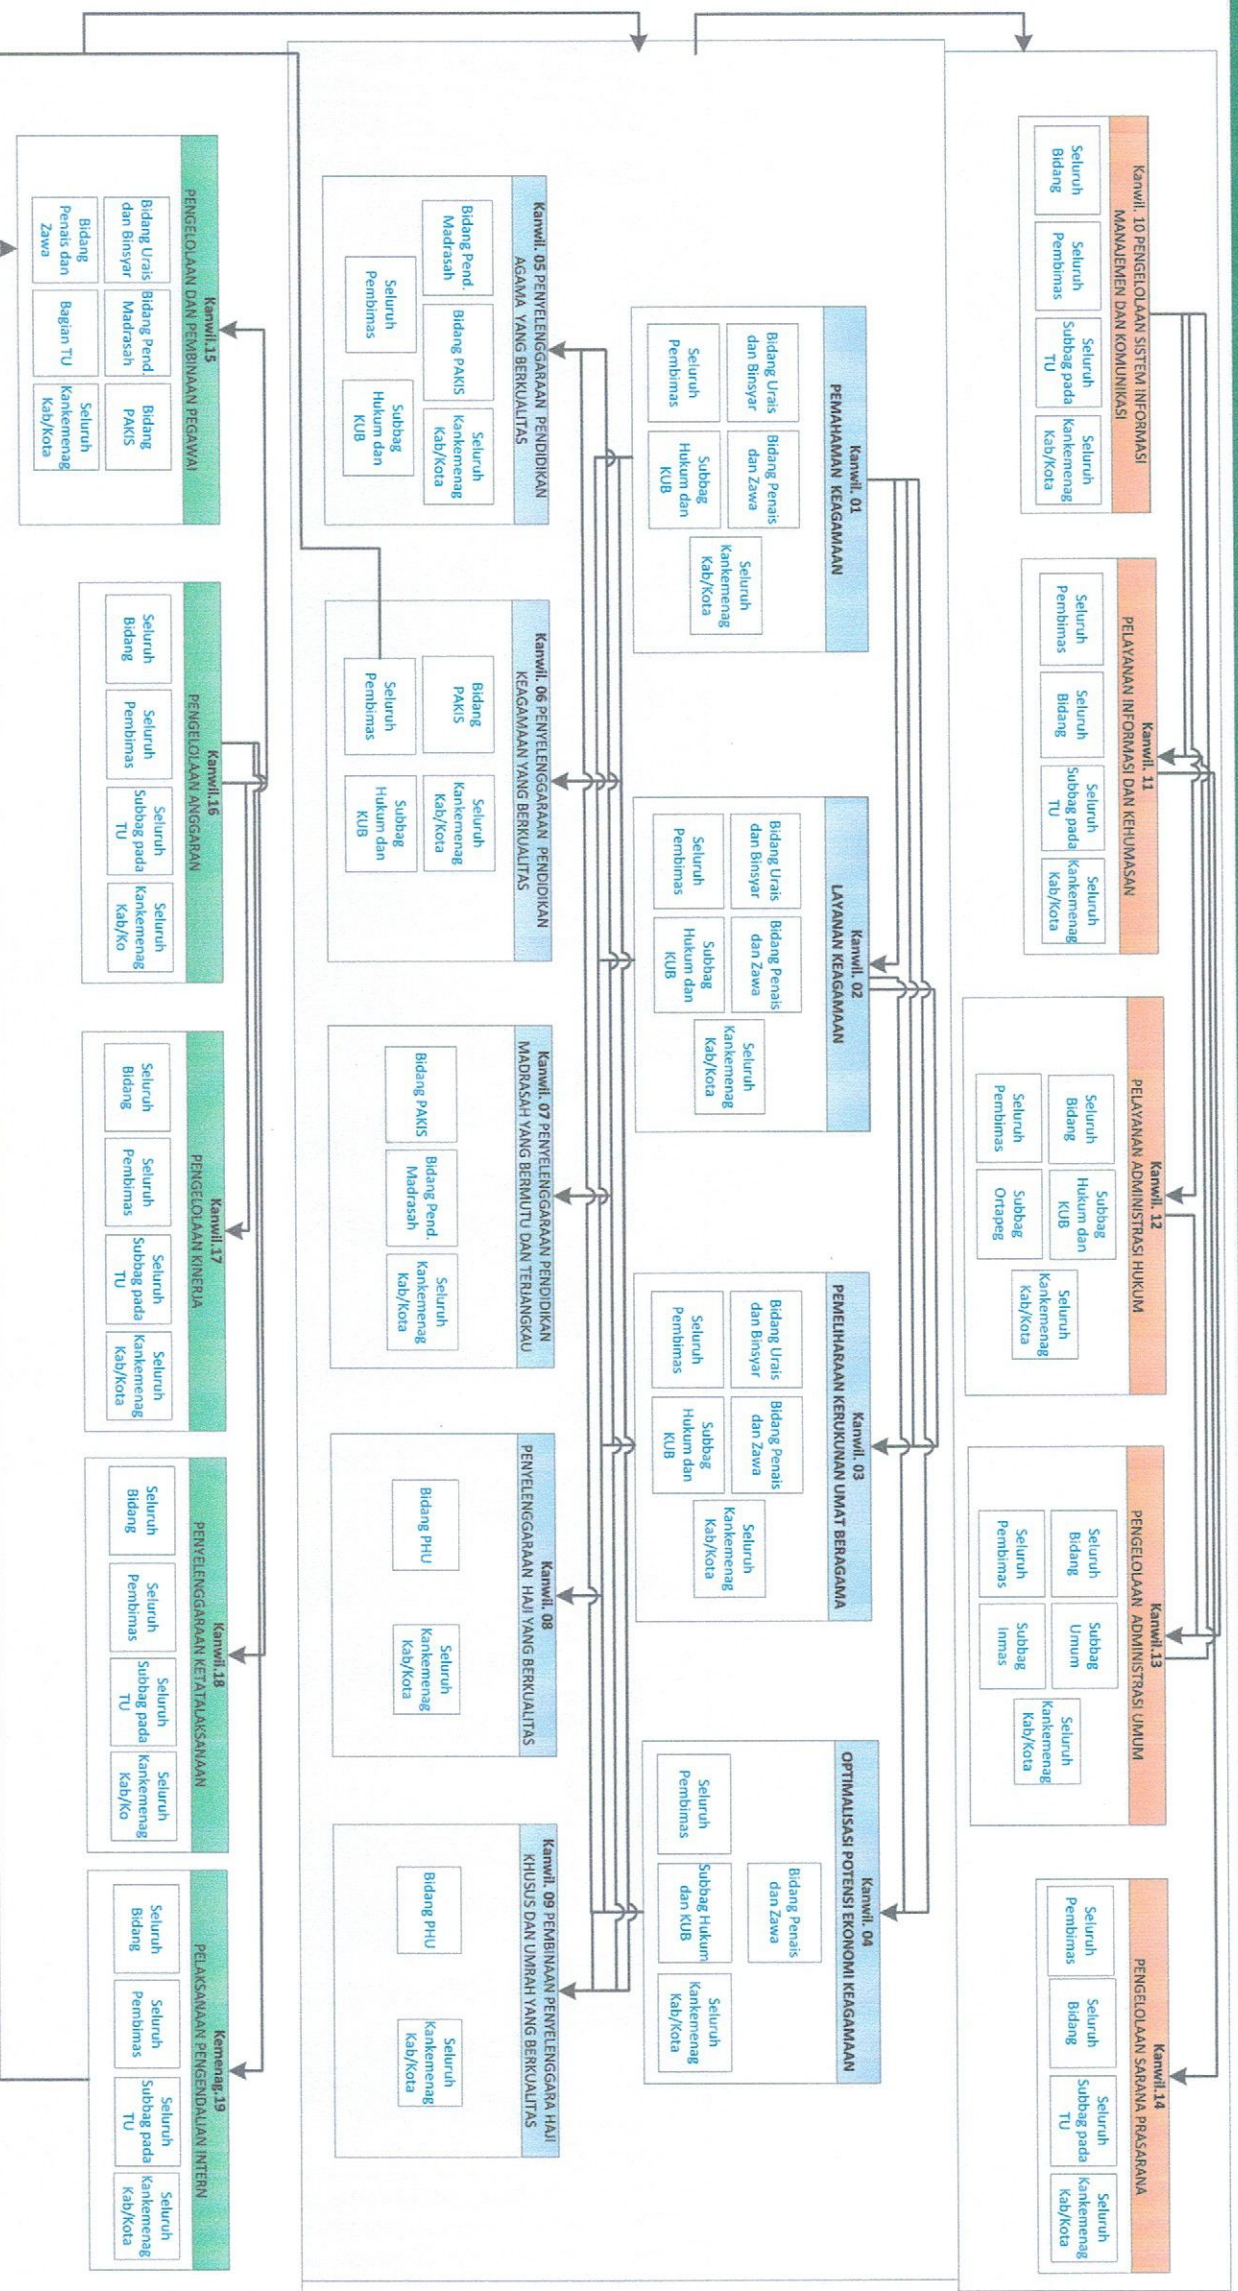 Kanwil. 10 PENGELOLAAN SISTEM INFORMASI
MANAJEMEN DAN KOMUNIKASI
Seluruh
Bidang
Seluruh
Pembimas
Seluruh
Subbag pada
TU
Seluruh
Kankemenag
Kab/Kota
Kanwil. 11
PELAYANAN INFORMASI DAN KEHUMASAN
Seluruh
Pembimas
Seluruh
Bidang
Seluruh
Subbag pada
TU
Seluruh
Kankemenag
Kab/Kota
Kanwil. 12
PELAYANAN ADMINISTRASI HUKUM
Seluruh
Bidang
Subbag
Hukum dan
KUB
Seluruh
Pembimas
Subbag
Ortapeg
Seluruh
Kankemenag
Kab/Kota
Kanwil.13
PENGELOLAAN ADMINISTRASI UMUM
Seluruh
Bidang
Subbag
Umum
Seluruh
Pembimas
Subbag
Inmas
Seluruh
Kankemenag
Kab/Kota
Kanwil.14
PENGELOLAAN SARANA PRASARANA
Seluruh
Pembimas
Seluruh
Bidang
Seluruh
Subbag pada
TU
Seluruh
Kankemenag
Kab/Kota
Kanwil. 01
PEMAHAMAN KEAGAMAAN
Bidang Urais
dan Binsyar
Bidang Penais
dan Zawa
Seluruh
Pembimas
Subbag
Hukum dan
KUB
Seluruh
Kankemenag
Kab/Kota
Kanwil. 02
LAYANAN KEAGAMAAN
Bidang Urais
dan Binsyar
Bidang Penais
dan Zawa
Seluruh
Pembimas
Subbag
Hukum dan
KUB
Seluruh
Kankemenag
Kab/Kota
Kanwil. 03
PEMELIHARAAN KERUKUNAN UMAT BERAGAMA
Bidang Urais
dan Binsyar
Bidang Penais
dan Zawa
Seluruh
Pembimas
Subbag
Hukum dan
KUB
Seluruh
Kankemenag
Kab/Kota
Kanwil. 04
OPTIMALISASI POTENSI EKONOMI KEAGAMAAN
Bidang Penais
dan Zawa
Seluruh
Pembimas
Subbag Hukum
dan KUB
Seluruh
Kankemenag
Kab/Kota
Kanwil. 05 PENYELENGGARAAN PENDIDIKAN
AGAMA YANG BERKUALITAS
Bidang Pend.
Madrasah
Bidang PAKIS
Seluruh
Kankemenag
Kab/Kota
Seluruh
Pembimas
Subbag
Hukum dan
KUB
Kanwil. 06 PENYELENGGARAAN PENDIDIKAN
KEAGAMAAN YANG BERKUALITAS
Bidang
PAKIS
Seluruh
Kankemenag
Kab/Kota
Seluruh
Pembimas
Subbag
Hukum dan
KUB
Kanwil. 07 PENYELENGGARAAN PENDIDIKAN
MADRASAH YANG BERMUTU DAN TERJANGKAU
Bidang PAKIS
Bidang Pend.
Madrasah
Seluruh
Kankemenag
Kab/Kota
Kanwil. 08
PENYELENGGARAAN HAJI YANG BERKUALITAS
Bidang PHU
Seluruh
Kankemenag
Kab/Kota
Kanwil. 09 PEMBINAAN PENYELENGGARA HAJI
KHUSUS DAN UMRAH YANG BERKUALITAS
Bidang PHU
Seluruh
Kankemenag
Kab/Kota
Kanwil.15
PENGELOLAAN DAN PEMBINAAN PEGAWAI
Bidang Urais
dan Binsyar
Bidang Pend.
Madrasah
Bidang
PAKIS
Bidang
Penais dan
Zawa
Bagian TU
Seluruh
Kankemenag
Kab/Kota
Kanwil.16
PENGELOLAAN ANGGARAN
Seluruh
Bidang
Seluruh
Pembimas
Seluruh
Subbag pada
TU
Seluruh
Kankemenag
Kab/Ko
Kanwil.17
PENGELOLAAN KINERJA
Seluruh
Bidang
Seluruh
Pembimas
Seluruh
Subbag pada
TU
Seluruh
Kankemenag
Kab/Kota
Kanwil.18
PENYELENGGARAAN KETATALAKSANAAN
Seluruh
Bidang
Seluruh
Pembimas
Seluruh
Subbag pada
TU
Seluruh
Kankemenag
Kab/Ko
Kemenag.19
PELAKSANAAN PENGENDALIAN INTERN
Seluruh
Bidang
Seluruh
Pembimas
Seluruh
Subbag pada
TU
Seluruh
Kankemenag
Kab/Kota